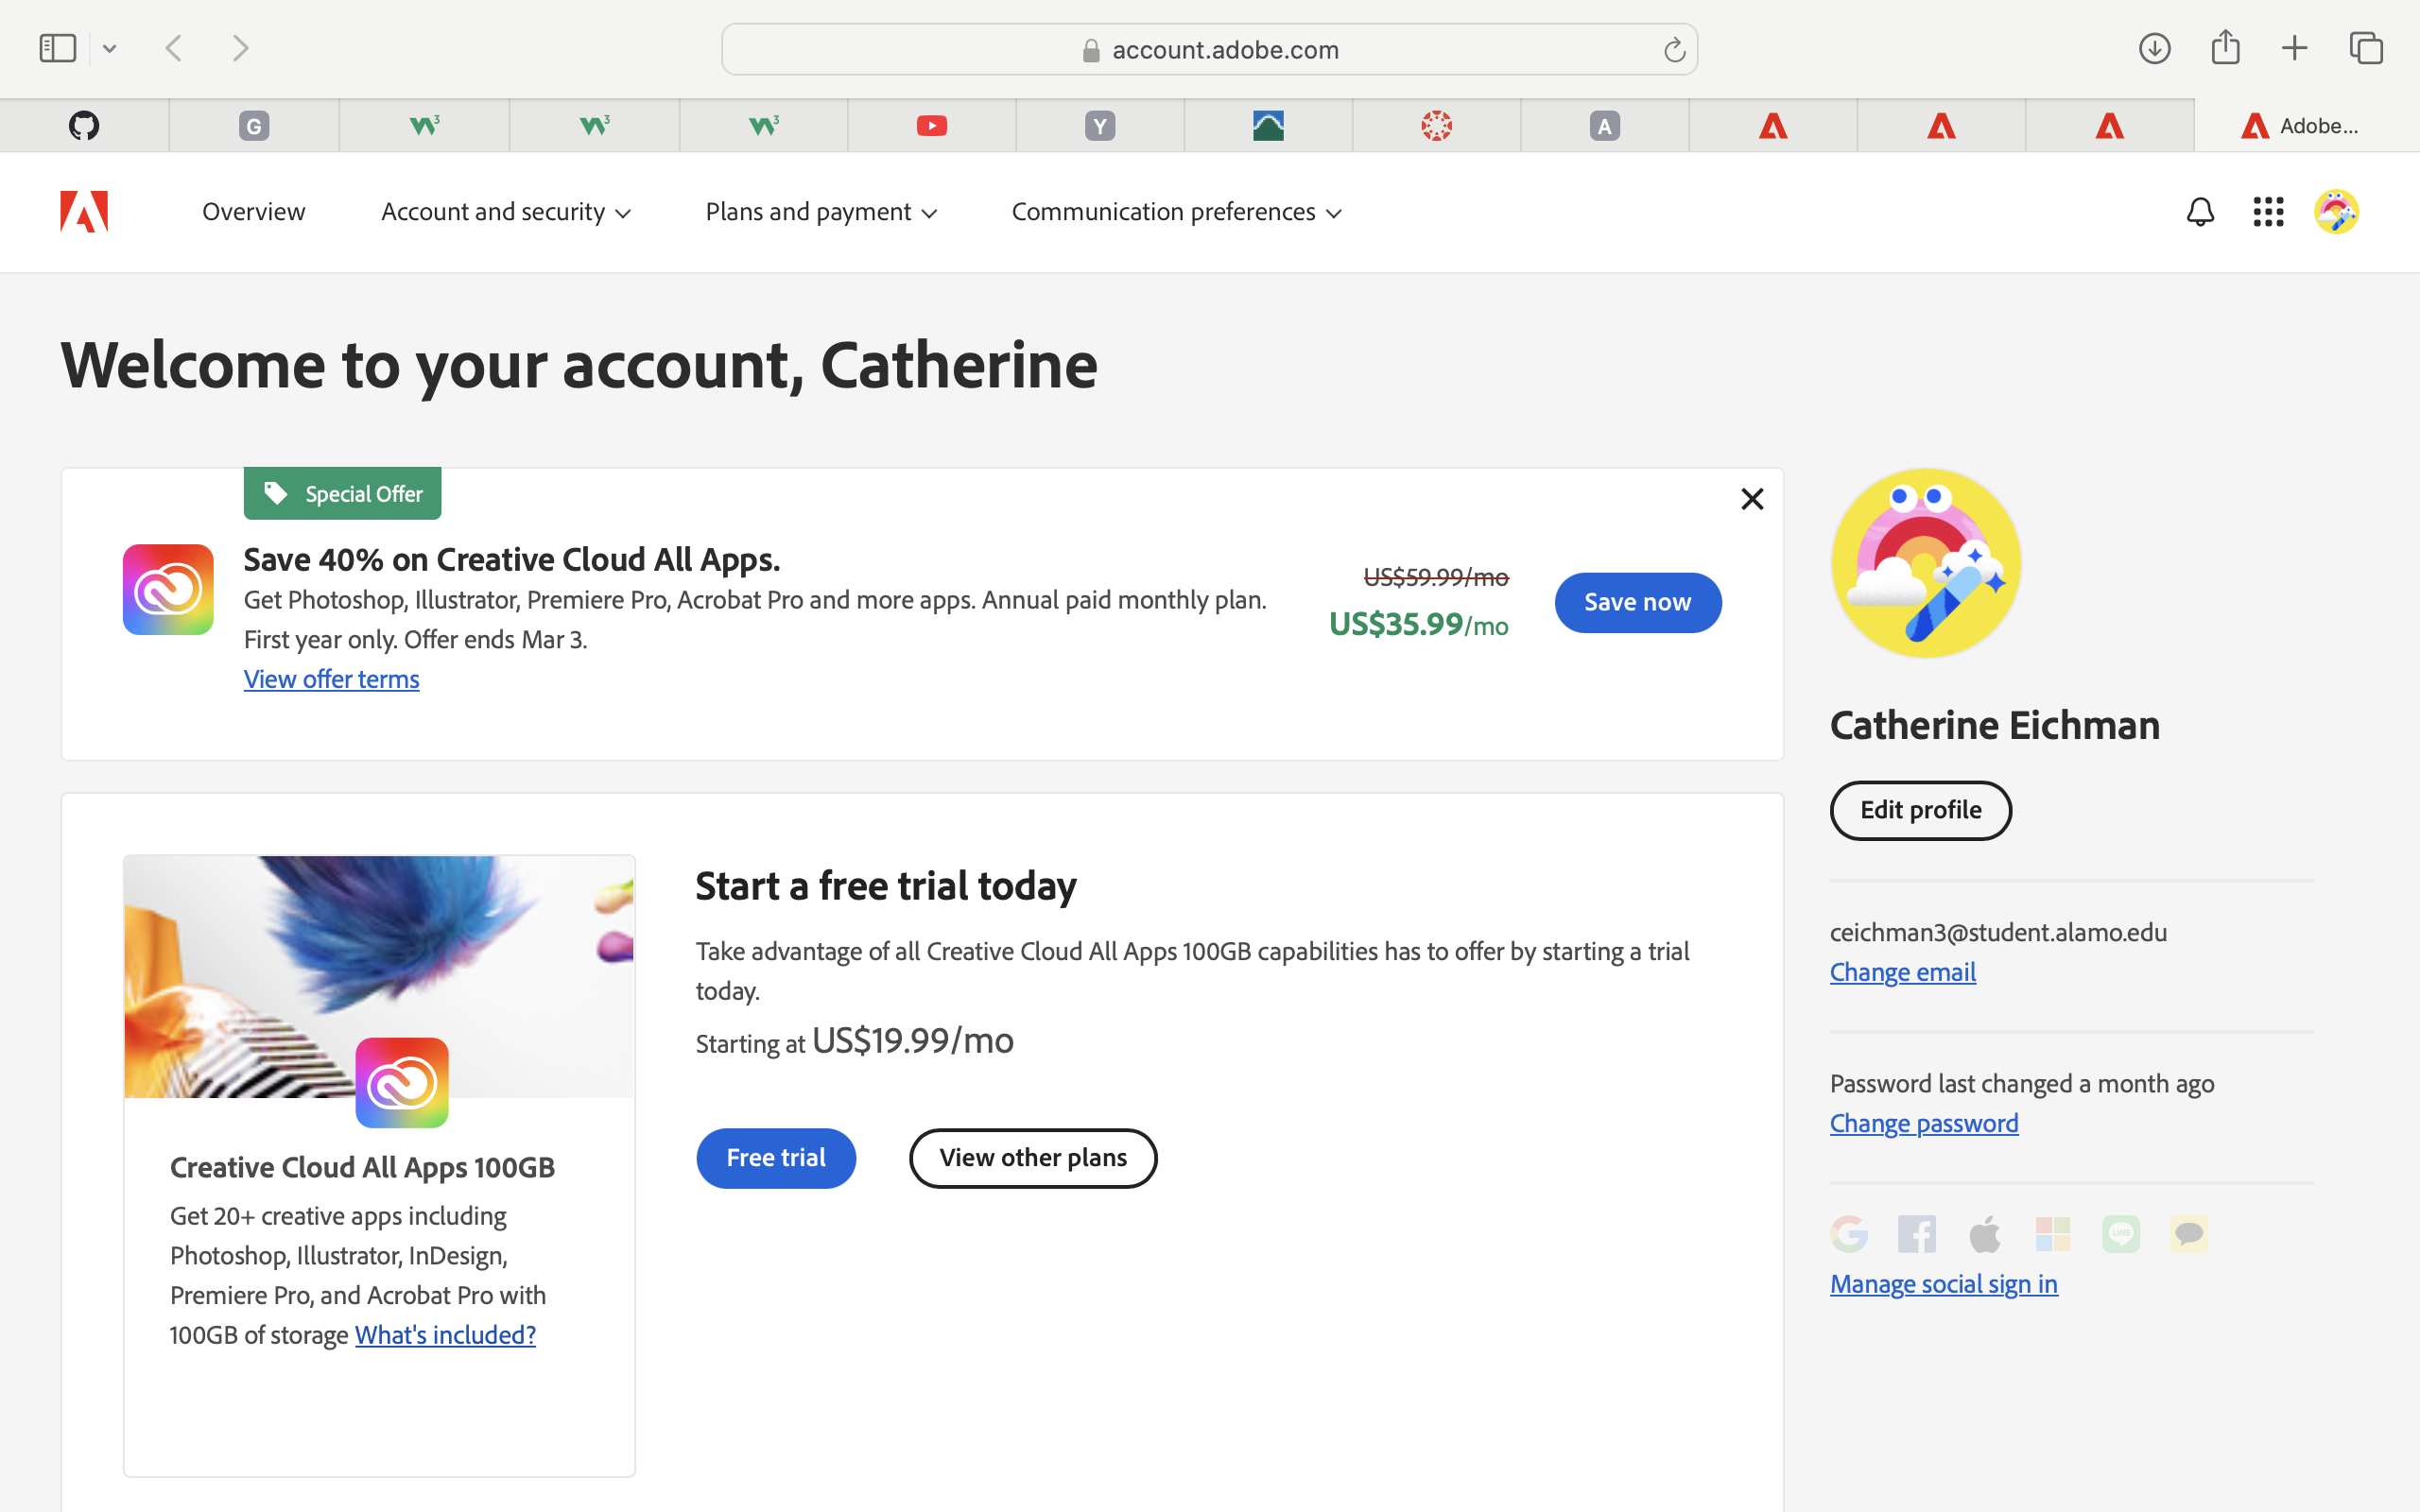 account.adobe.com
G
Y
A
Adobe...
Overview
Account and security
Plans and payment
Communication preferences
Welcome to your account, Catherine
Special Offer
Save 40% on Creative Cloud All Apps.
Get Photoshop, Illustrator, Premiere Pro, Acrobat Pro and more apps. Annual paid monthly plan.
First year only. Offer ends Mar 3.
View offer terms
US$59.99/mo
US$35.99/mo
Save now
Start a free trial today
Take advantage of all Creative Cloud All Apps 100GB capabilities has to offer by starting a trial
today.
Starting at US$19.99/mo
Free trial
View other plans
Creative Cloud All Apps 100GB
Get 20+ creative apps including
Photoshop, Illustrator, InDesign,
Premiere Pro, and Acrobat Pro with
100GB of storage What's included?
Catherine Eichman
Edit profile
ceichman3@student.alamo.edu
Change email
Password last changed a month ago
Change password
LINE
Manage social sign in